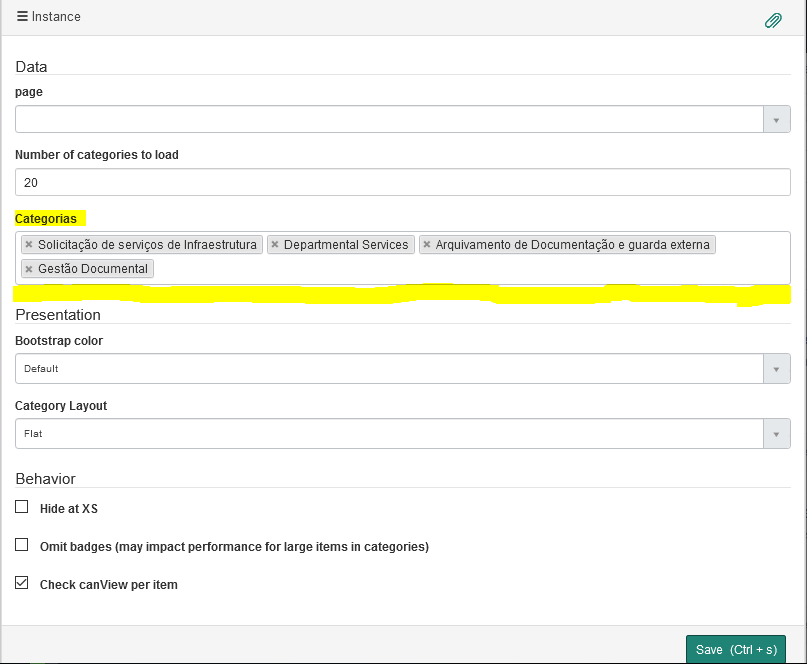 Instance
Data
page
Number of categories to load
20
Categorias
× Solicitação de serviços de Infraestrutura × Departmental Services × Arquivamento de Documentação e guarda externa
× Gestão Documental
Presentation
Bootstrap color
Default
Category Layout
Flat
Behavior
Hide at XS
Omit badges (may impact performance for large items in categories)
Check canView per item
Save (Ctrl + s)